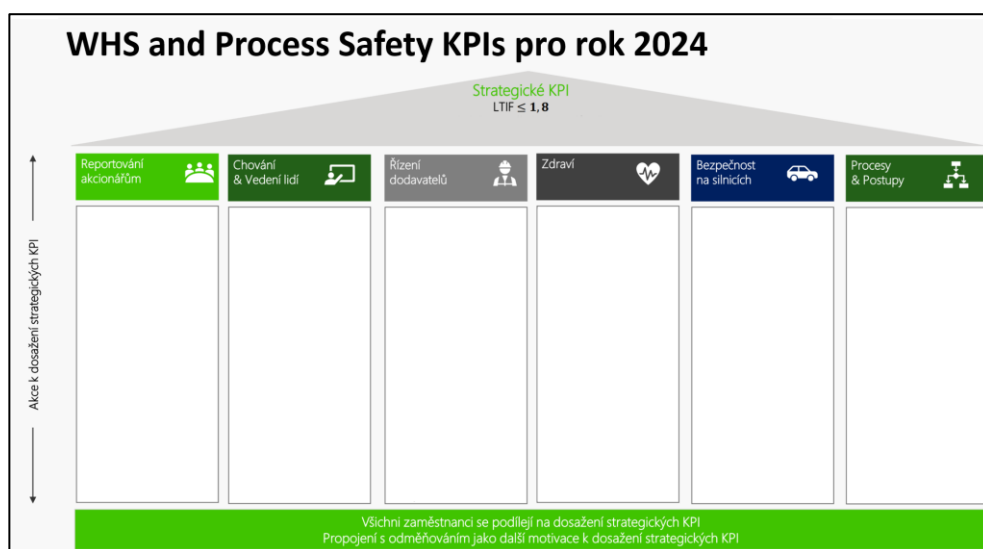 WHS and Process Safety KPIs pro rok 2024
Strategické KPI
LTIF ≤ 1,8
Reportování
akcionářům
Chování
& Vedení lidí
Řízení
dodavatelů
Zdraví
Bezpečnost
na silnicích
Procesy
& Postupy
Akce k dosažení strategických KPI
Všichni zaměstnanci se podílejí na dosažení strategických KPI
Propojení s odměňováním jako další motivace k dosažení strategických KPI